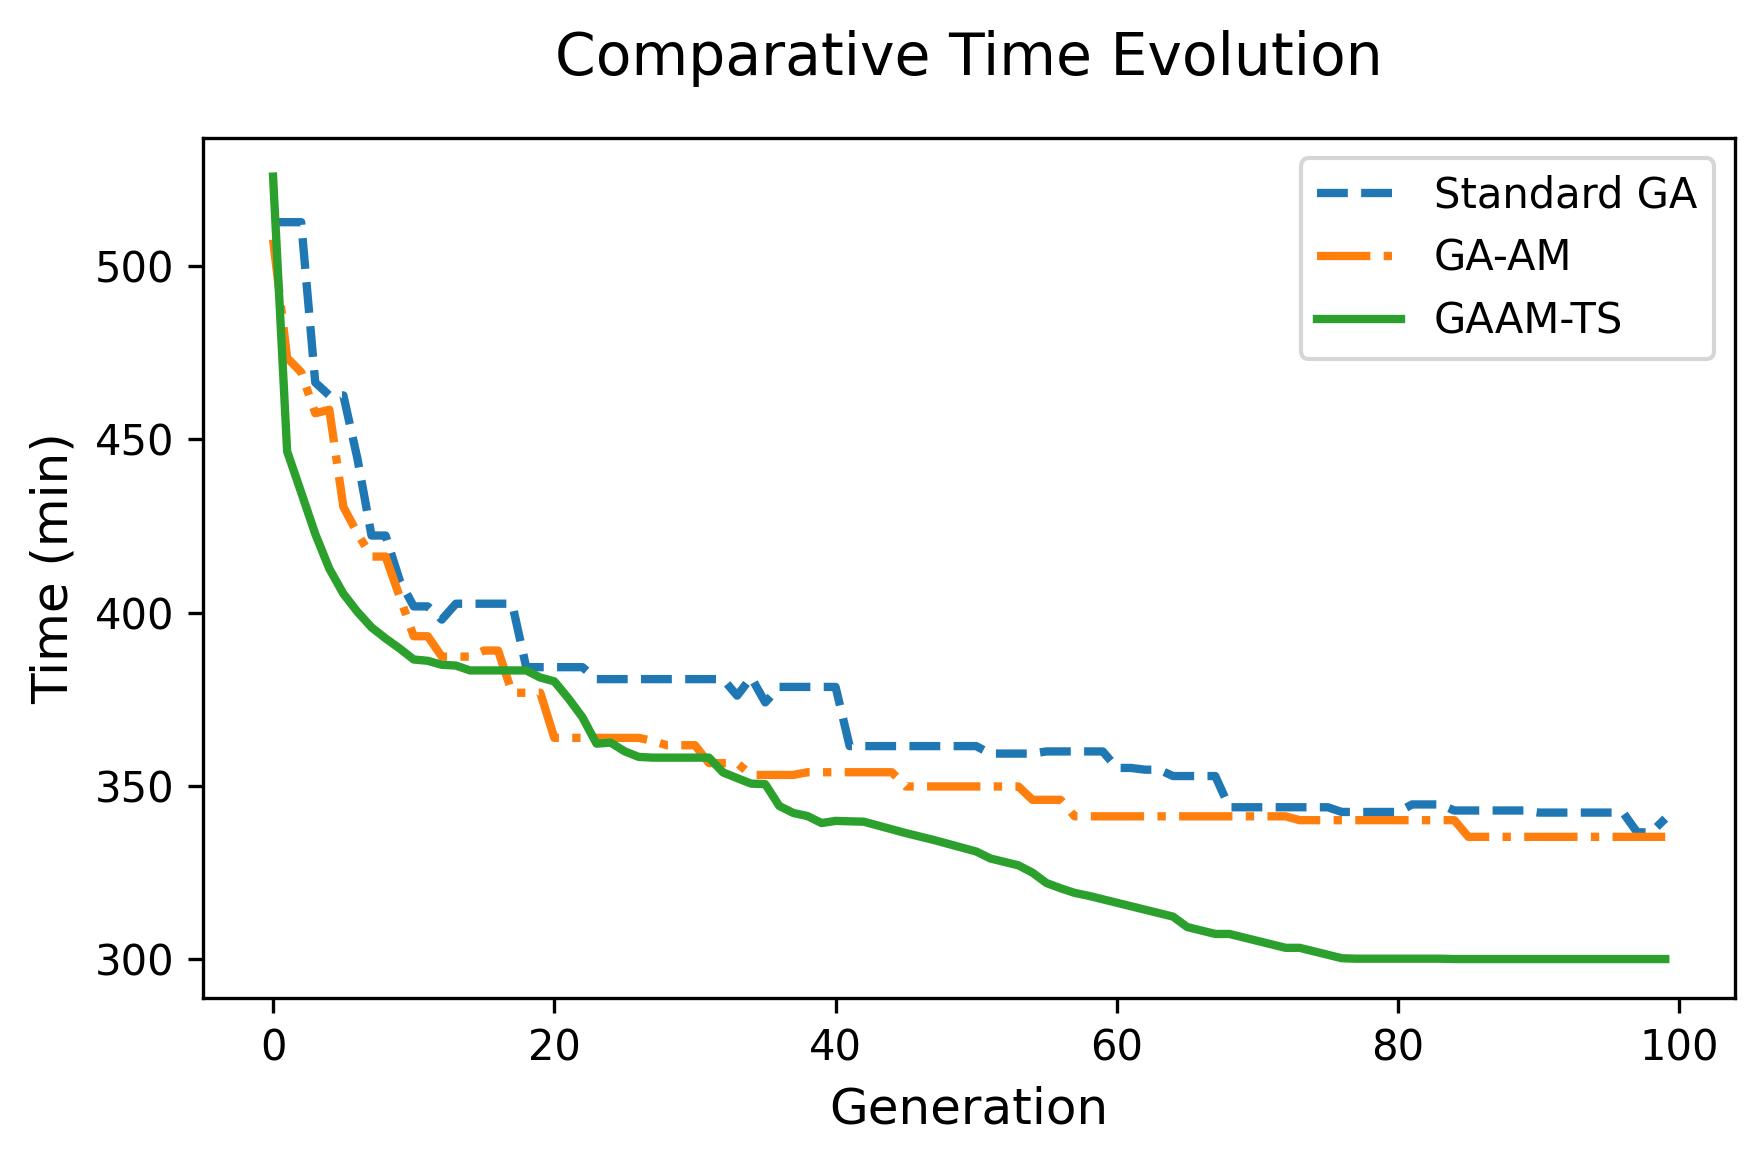 Comparative Time Evolution
Standard GA
GA-AM
GAAM-TS
Time (min)
500
450
400
350
300
0 20 40 60 80 100
Generation